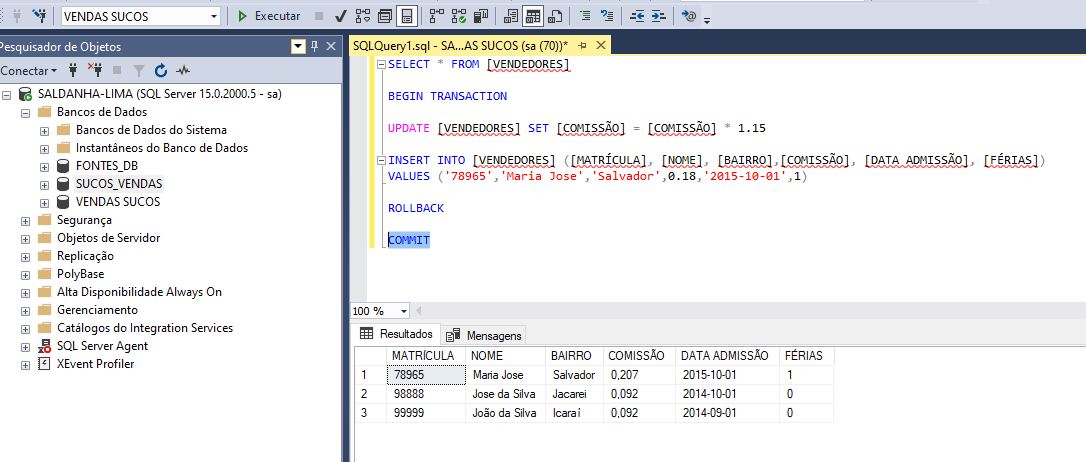 VENDAS SUCOS
Executar
Pesquisador de Objetos
SQLQuery1.sql - SA...AS SUCOS (sa (70))*
Conectar
SALDANHA-LIMA (SQL Server 15.0.2000.5 - sa)
Bancos de Dados
Bancos de Dados do Sistema
Instantâneos do Banco de Dados
FONTES_DB
SUCOS_VENDAS
VENDAS SUCOS
Segurança
Objetos de Servidor
Replicação
PolyBase
Alta Disponibilidade Always On
Gerenciamento
Catálogos do Integration Services
SQL Server Agent
XEvent Profiler
SELECT * FROM [VENDEDORES]
BEGIN TRANSACTION
UPDATE [VENDEDORES] SET [COMISSÃO] = [COMISSÃO] * 1.15
INSERT INTO [VENDEDORES] ([MATRÍCULA], [NOME], [BAIRRO],[COMISSÃO], [DATA ADMISSÃO], [FÉRIAS])
VALUES ('78965','Maria Jose','Salvador',0.18,'2015-10-01',1)
ROLLBACK
COMMIT
100 %
Resultados Mensagens
MATRÍCULA NOME BAIRRO COMISSÃO DATA ADMISSÃO FÉRIAS
1 78965 Maria Jose Salvador 0,207 2015-10-01 1
2 98888 Jose da Silva Jacarei 0,092 2014-10-01 0
3 99999 João da Silva Icaraí 0,092 2014-09-01 0